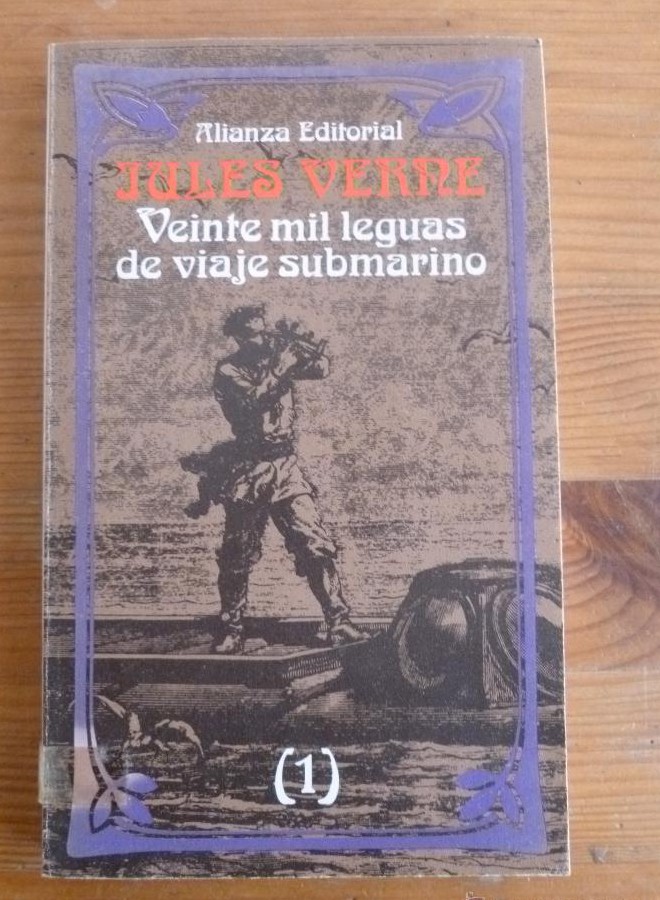 Alianza Editorial
JULES VERNE
Veinte mil leguas
de viaje submarino
(1)